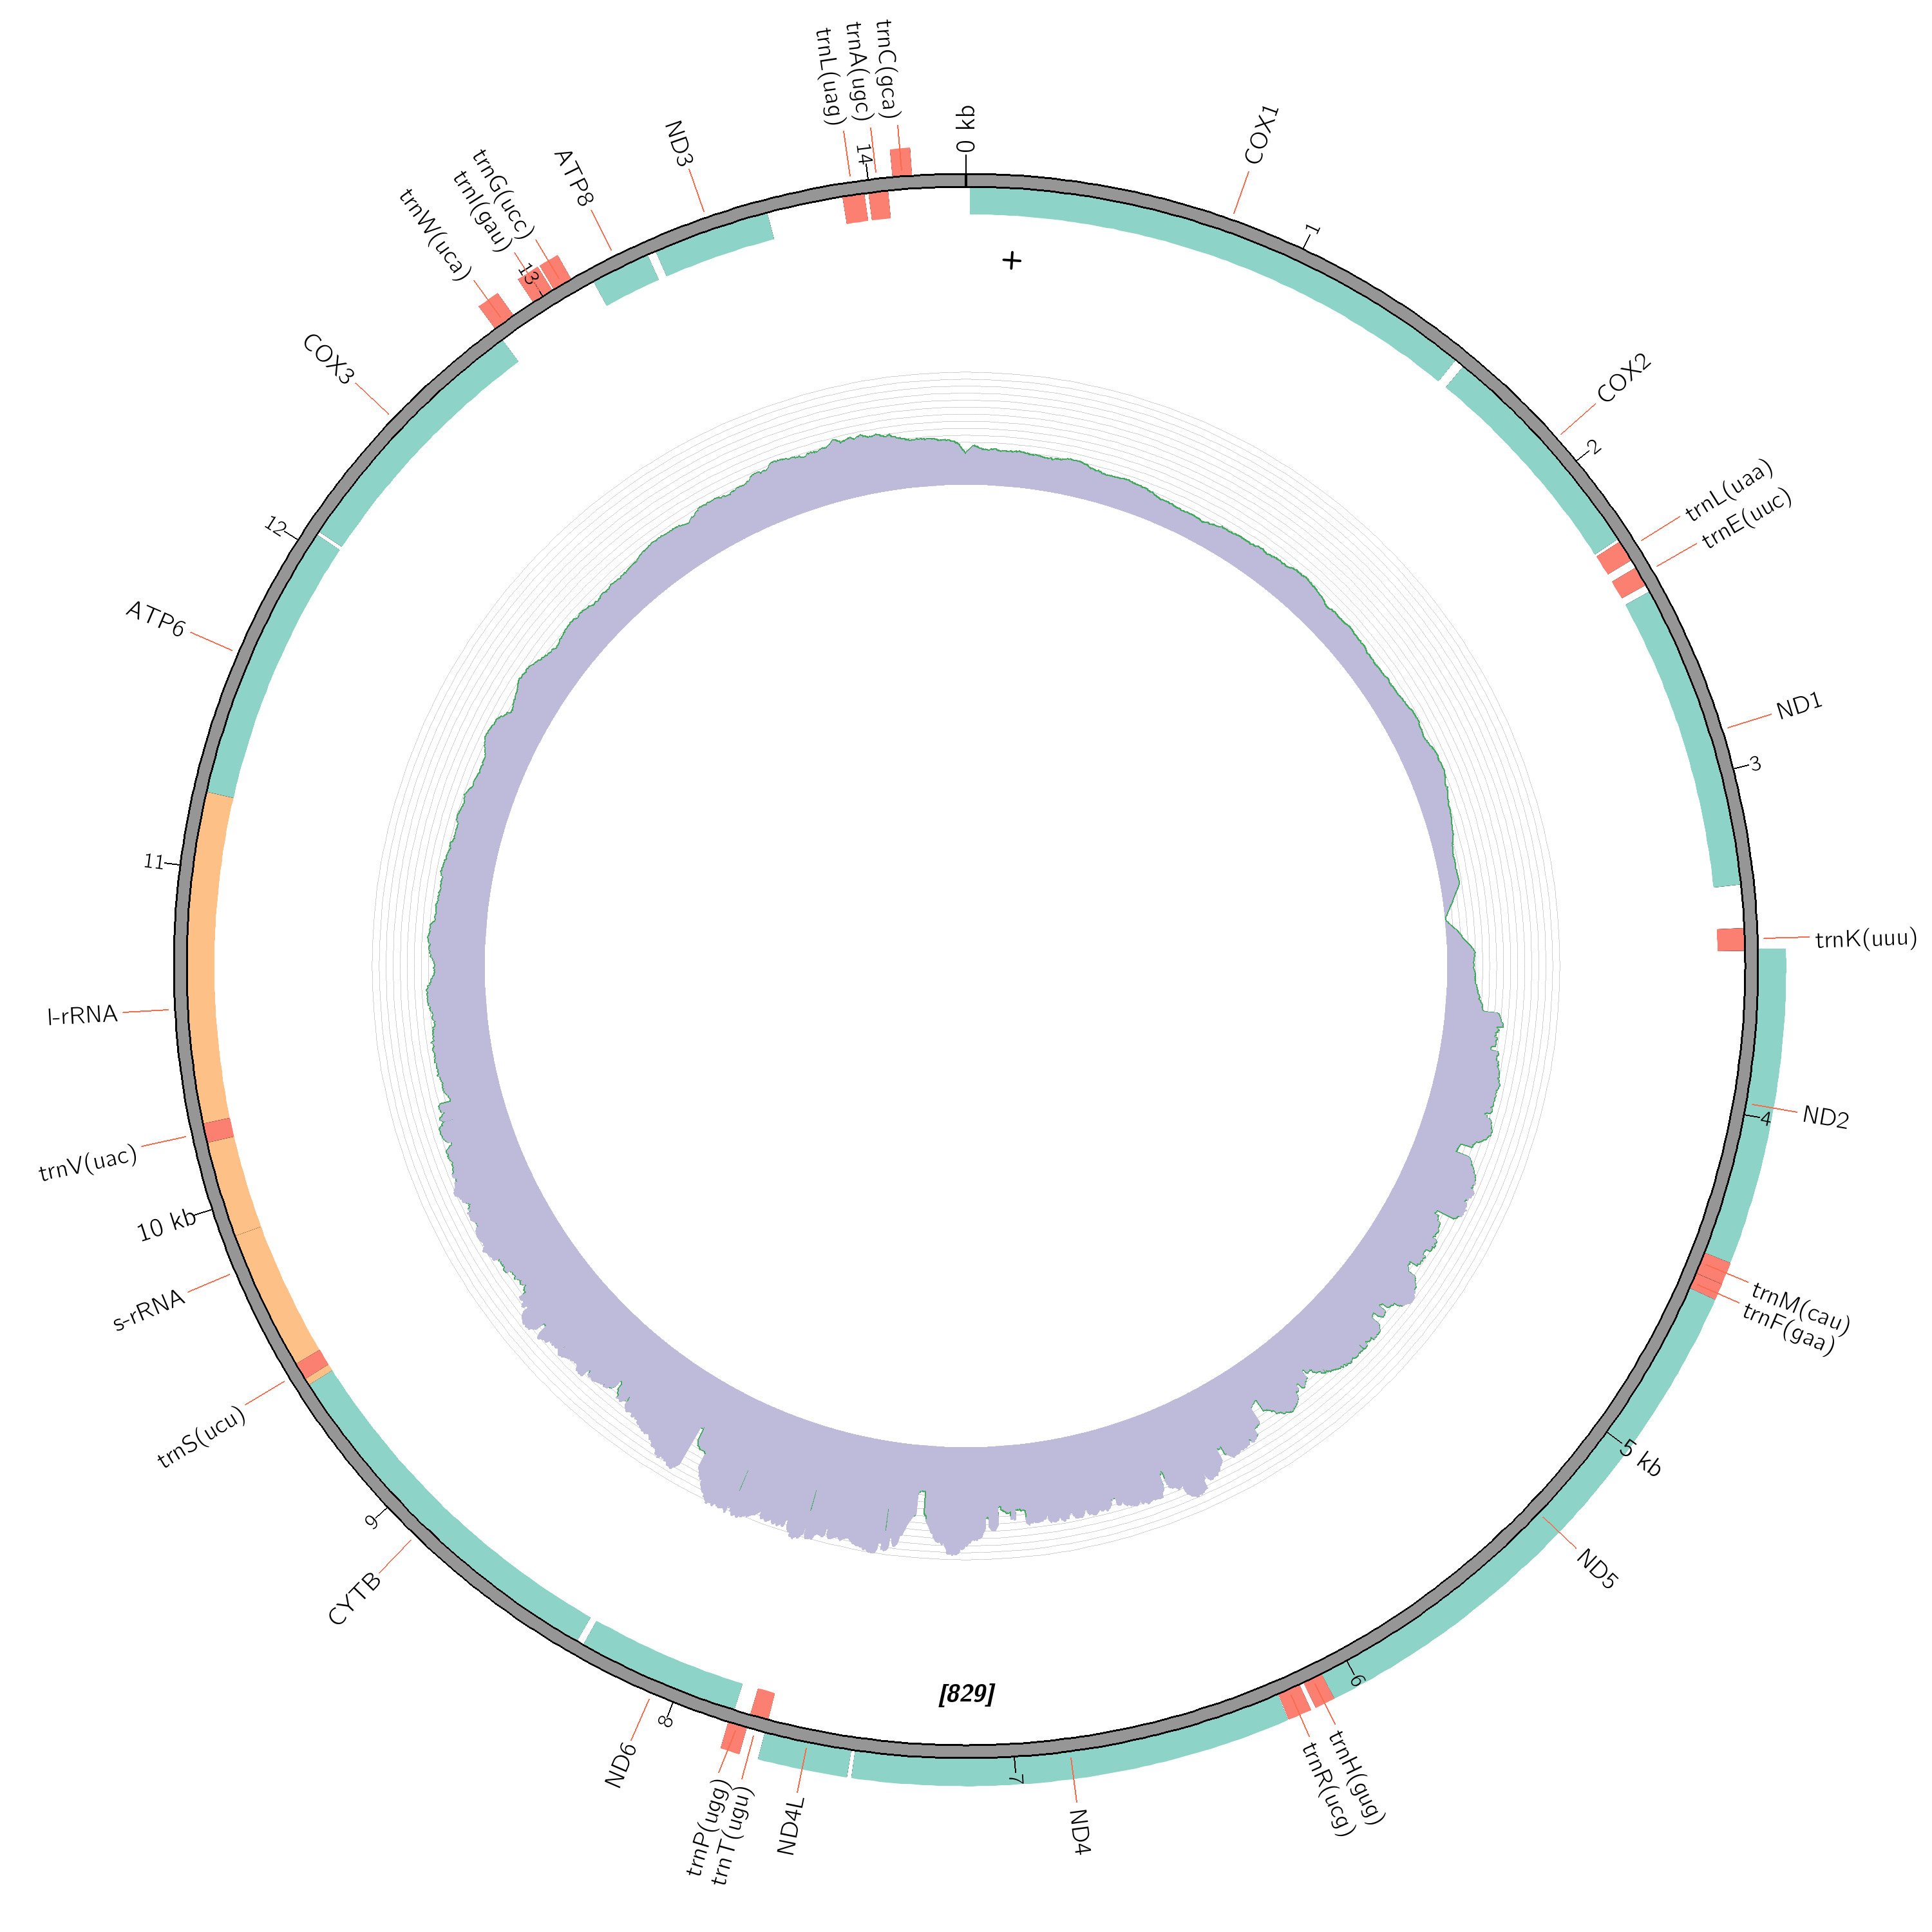 0 kb
COX1
1
COX2
2
trnL(uaa)
trnE(uuc)
ND1
3
trnK(uuu)
ND2
4
trnM(cau)
trnF(gaa)
5 kb
ND5
6
trnH(gug)
trnR(ucg)
7
ND4
ND4L
trnT(ugu)
trnP(ugg)
8
ND6
CYTB
9
trnS(ucu)
s-rRNA
10 kb
trnV(uac)
l-rRNA
11
ATP6
12
COX3
trnW(uca)
trnI(gau)
13
trnG(ucc)
ATP8
ND3
trnL(uag)
14
trnA(ugc)
trnC(gca)
+
[829]